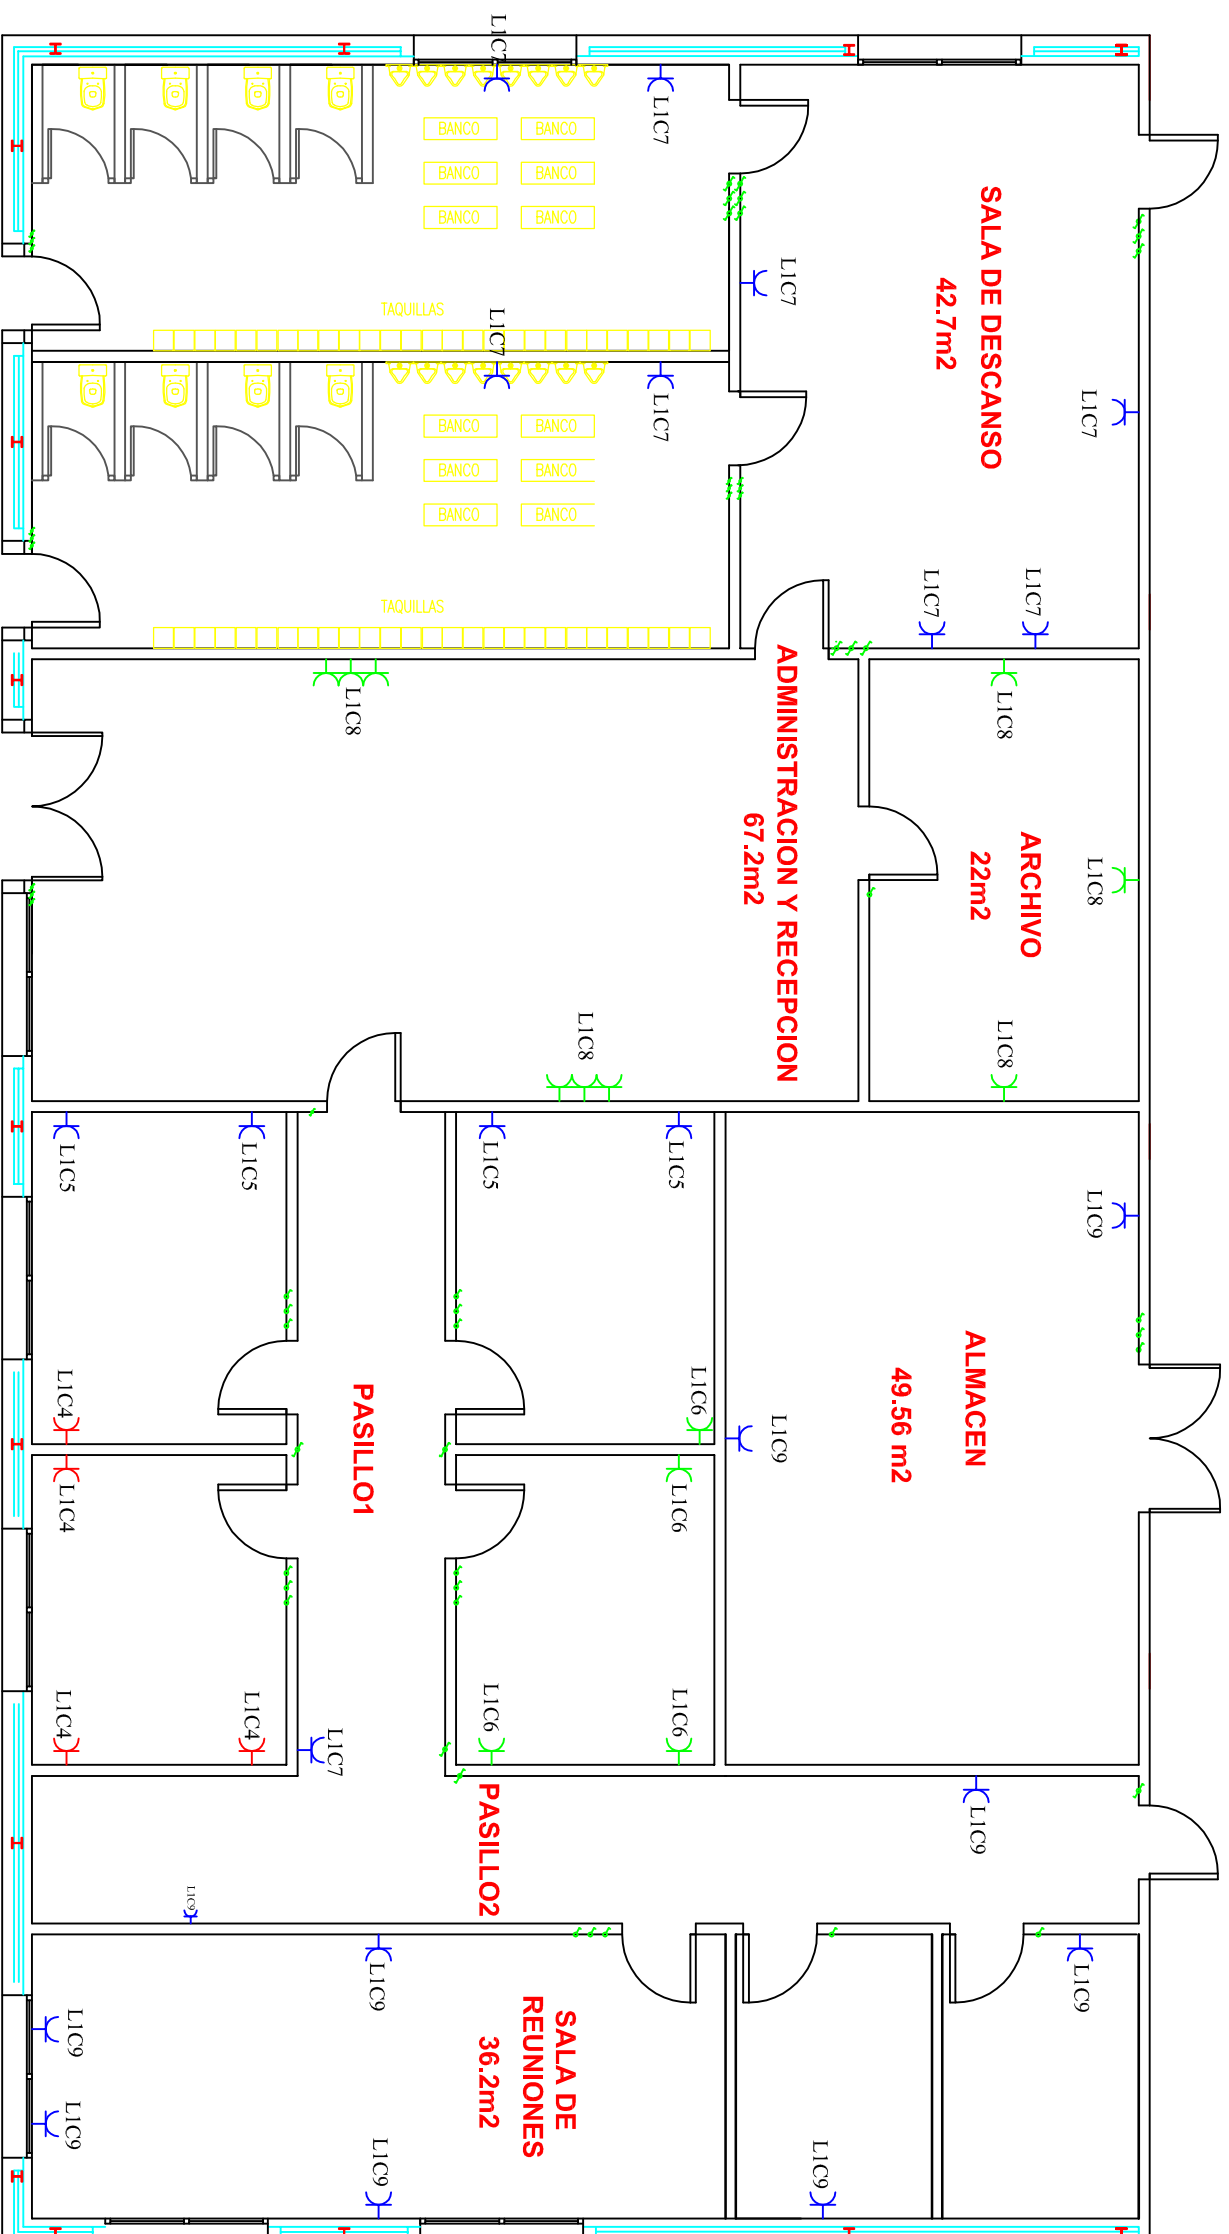 L1C7
L1C7
BANCO
BANCO
BANCO
BANCO
BANCO
BANCO
TAQUILLAS
L1C7
SALA DE DESCANSO
42.7m2
L1C7
L1C7
L1C7
BANCO
BANCO
BANCO
BANCO
BANCO
BANCO
TAQUILLAS
L1C7
L1C7
L1C8
ADMINISTRACION Y RECEPCION
67.2m2
L1C8
L1C8
ARCHIVO
22m2
L1C8
L1C8
L1C5
L1C5
L1C5
L1C5
L1C9
ALMACEN
49.56 m2
L1C4
L1C6
L1C9
PASILLO1
L1C4
L1C6
L1C4
L1C4
L1C7
L1C6
L1C6
PASILLO2
L1C9
L1C9
L1C9
L1C9
L1C9
L1C9
SALA DE
REUNIONES
36.2m2
L1C9
L1C9